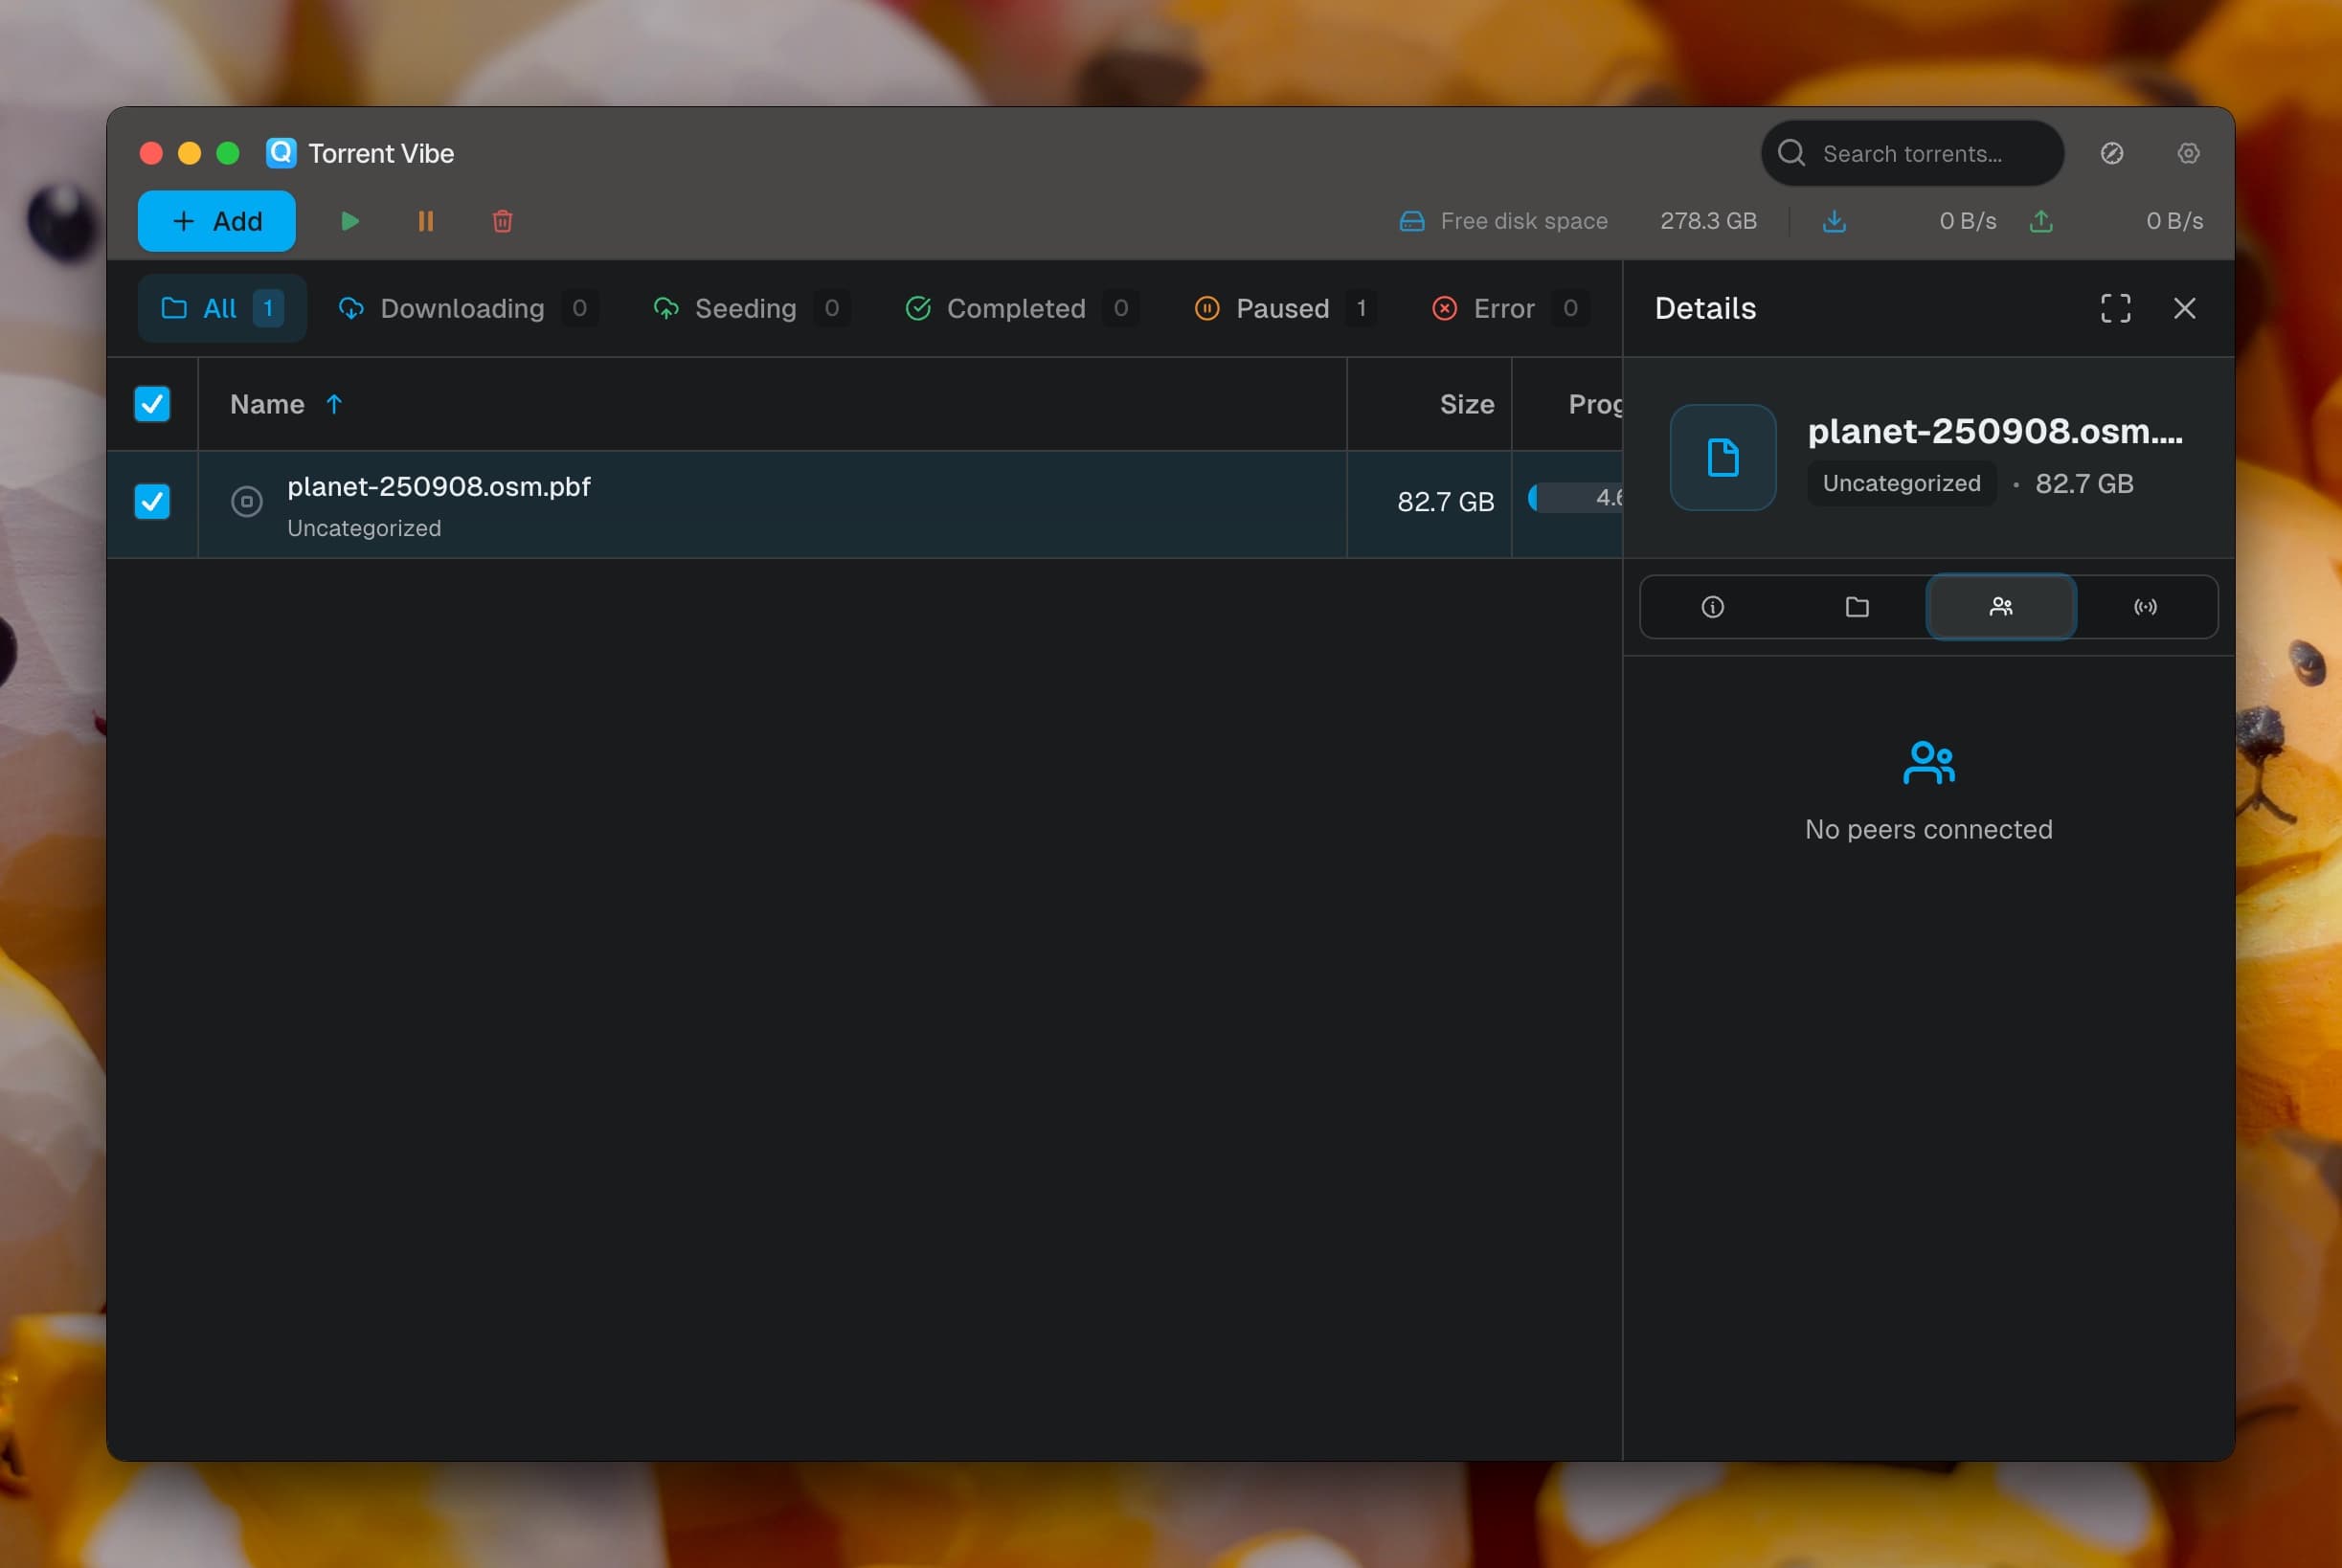 Torrent Vibe
Search torrents...
Add
Free disk space 278.3 GB 0 B/s 0 B/s
All 1 Downloading 0 Seeding 0 Completed 0 Paused 1 Error 0
Details
Name Size Prog
planet-250908.osm.pbf
Uncategorized
82.7 GB
4.6
planet-250908.osm....
Uncategorized • 82.7 GB
No peers connected